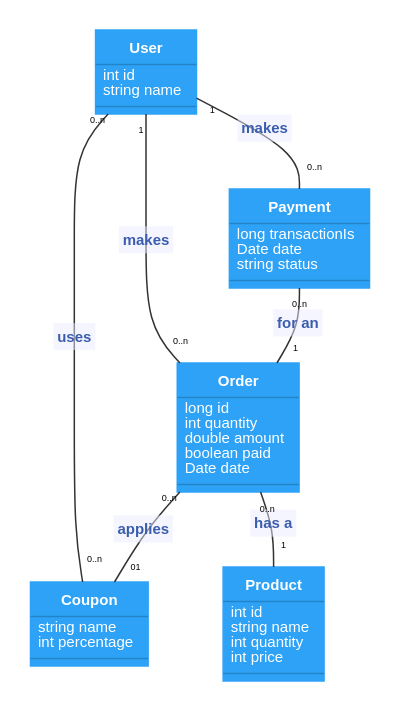 User
int id
string name
0..n
1
1
makes
0..n
Payment
long transactionIs
Date date
string status
makes
0..n
for an
uses
0..n
1
Order
long id
int quantity
double amount
boolean paid
Date date
0..n
0..n
applies
has a
0..n
01
1
Coupon
string name
int percentage
Product
int id
string name
int quantity
int price